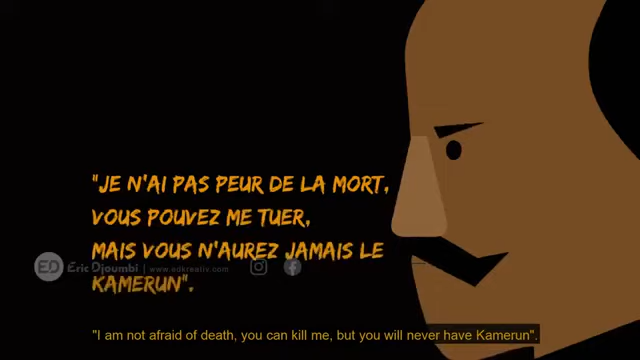 "JE N'AI PAS PEUR DE LA MORT,
VOUS POUVEZ ME TUER,
MAIS VOUS N'AUREZ JAMAIS LE
KAMERUN".
ED Eric Djoumbi | www.edkreativ.com
"I am not afraid of death, you can kill me, but you will never have Kamerun".